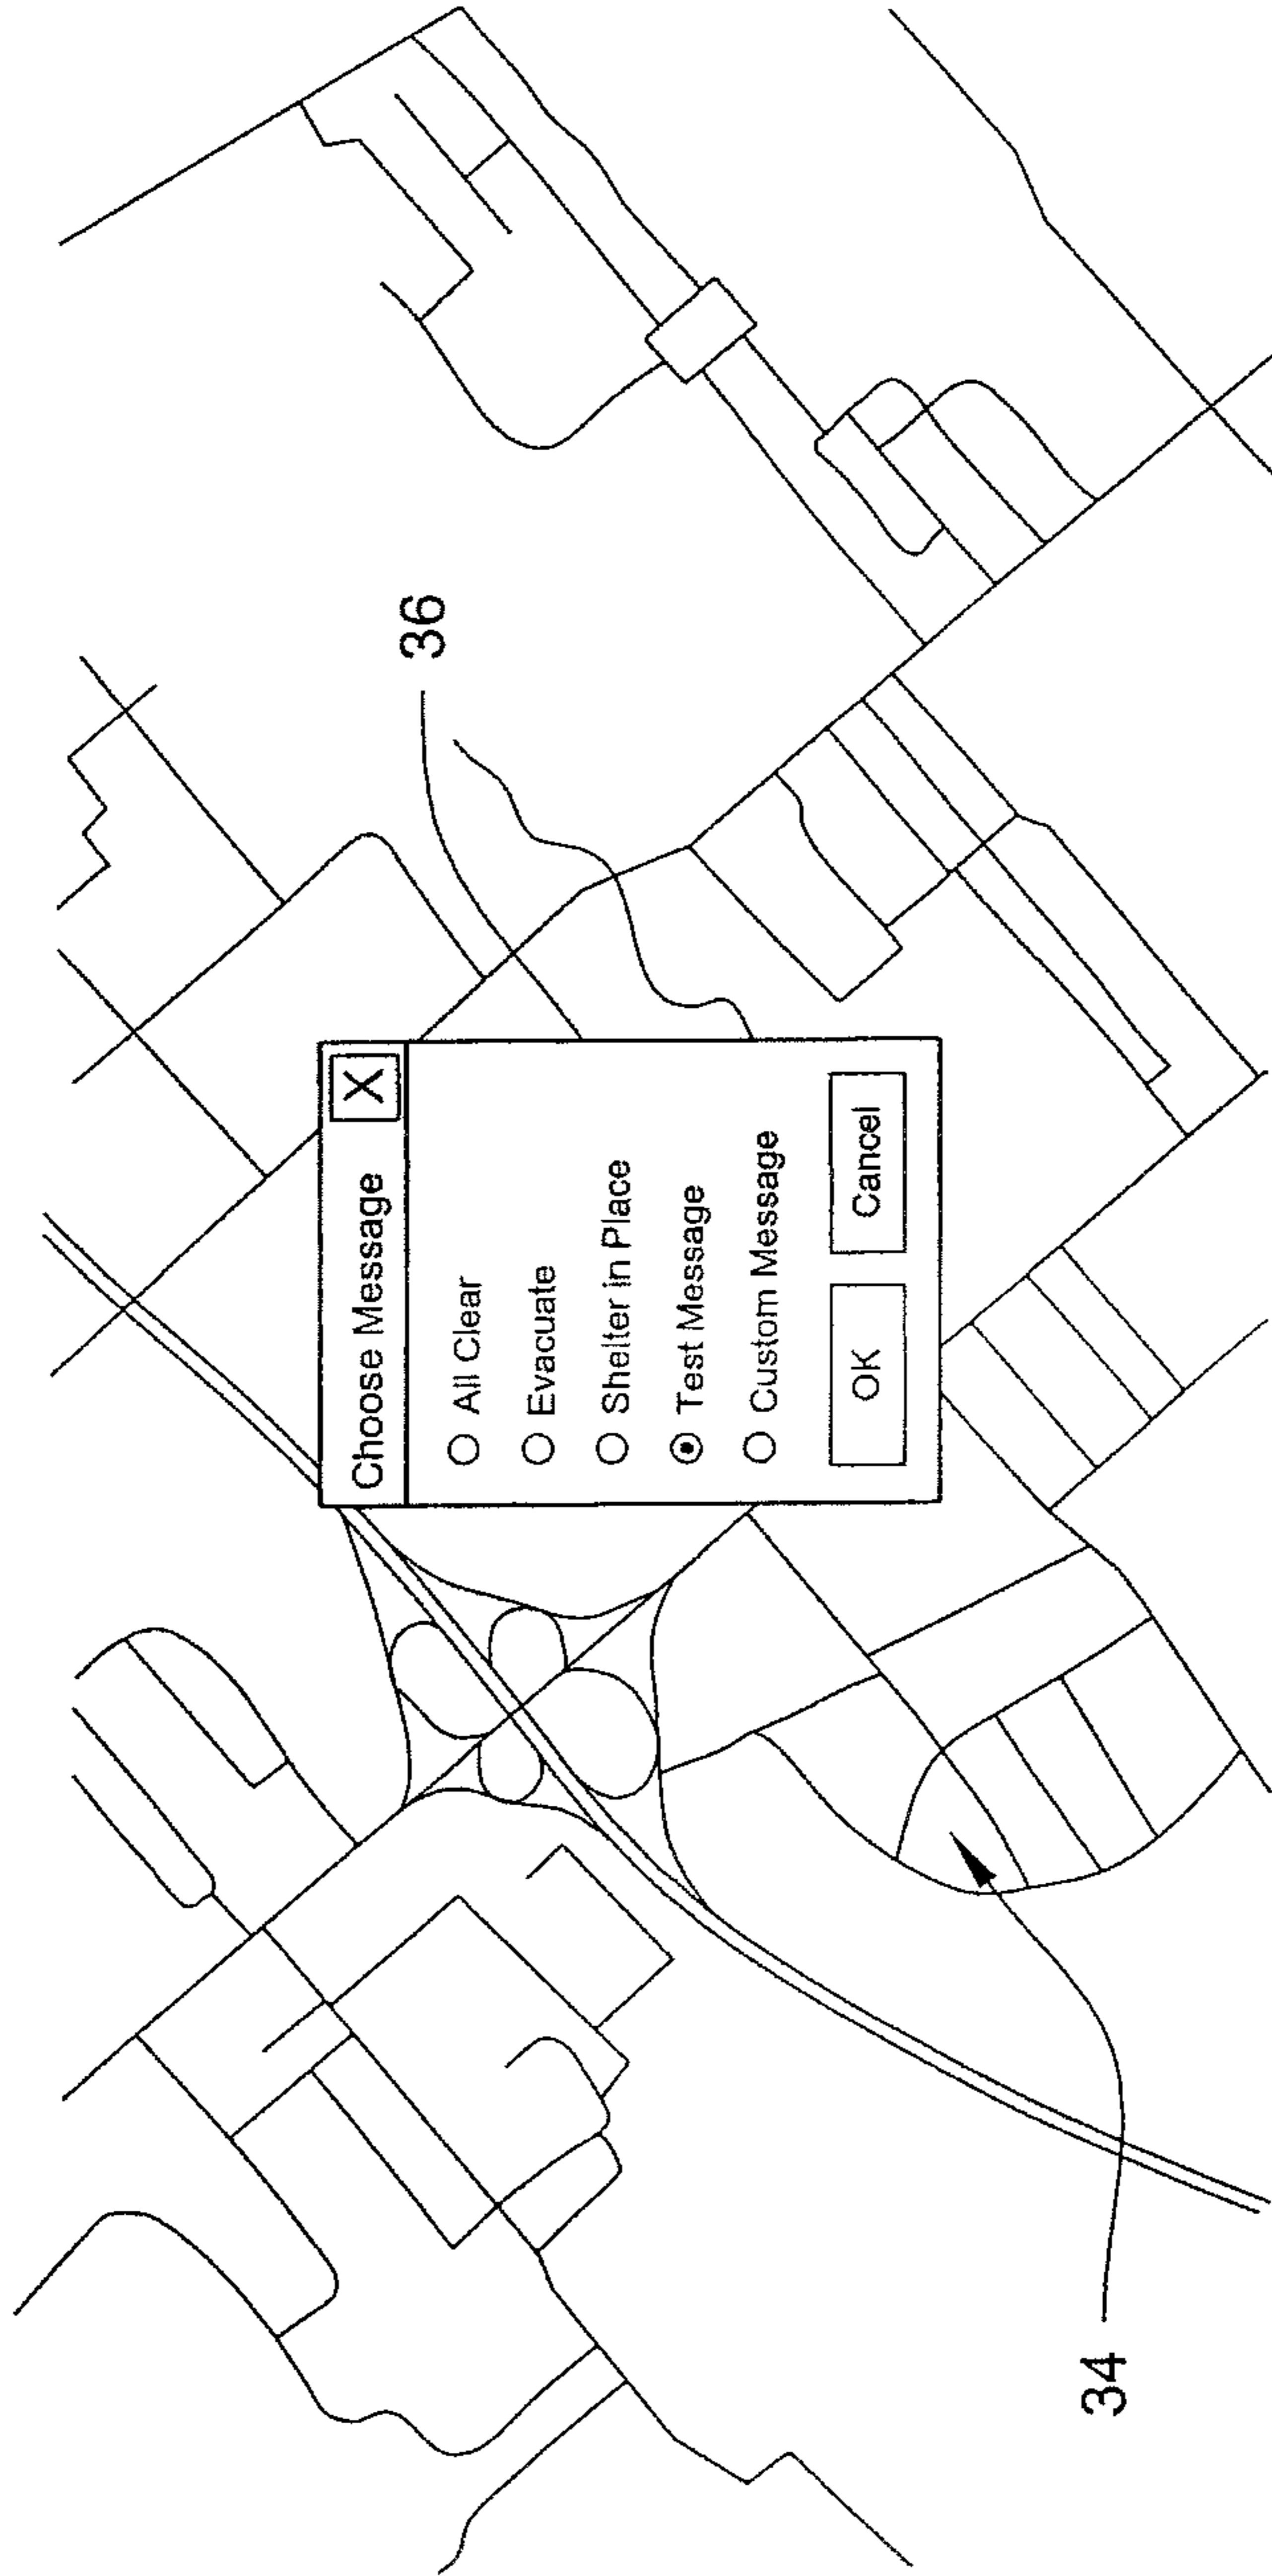 36
Choose Message X
All Clear
Evacuate
Shelter in Place
Test Message
Custom Message
OK Cancel
34